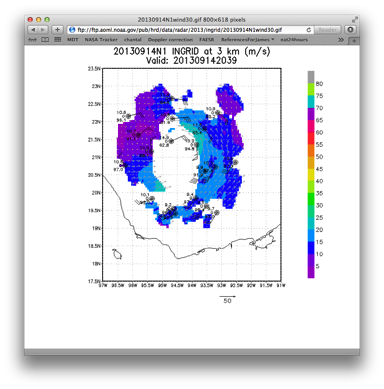 20130914N1wind30.gif 800×618 pixels
ftp://ftp.aoml.noaa.gov/pub/hrd/data/radar/2013/ingrid/20130914N1wind30.gif
Reader
MDT NASA Tracker chantal Doppler correction FAESR ReferencesForJames eat24hours
20130914N1 INGRID at 3 km (m/s)
Valid: 201309142039
23.5N
23N
22.5N
22N
21.5N
21N
20.5N
20N
19.5N
19N
18.5N
18N
17.5N
97W 96.5W 96W 95.5W 95W 94.5W 94W 93.5W 93W 92.5W 92W 91.5W 91W
80
75
70
65
60
55
50
45
40
35
30
25
20
15
10
5
50